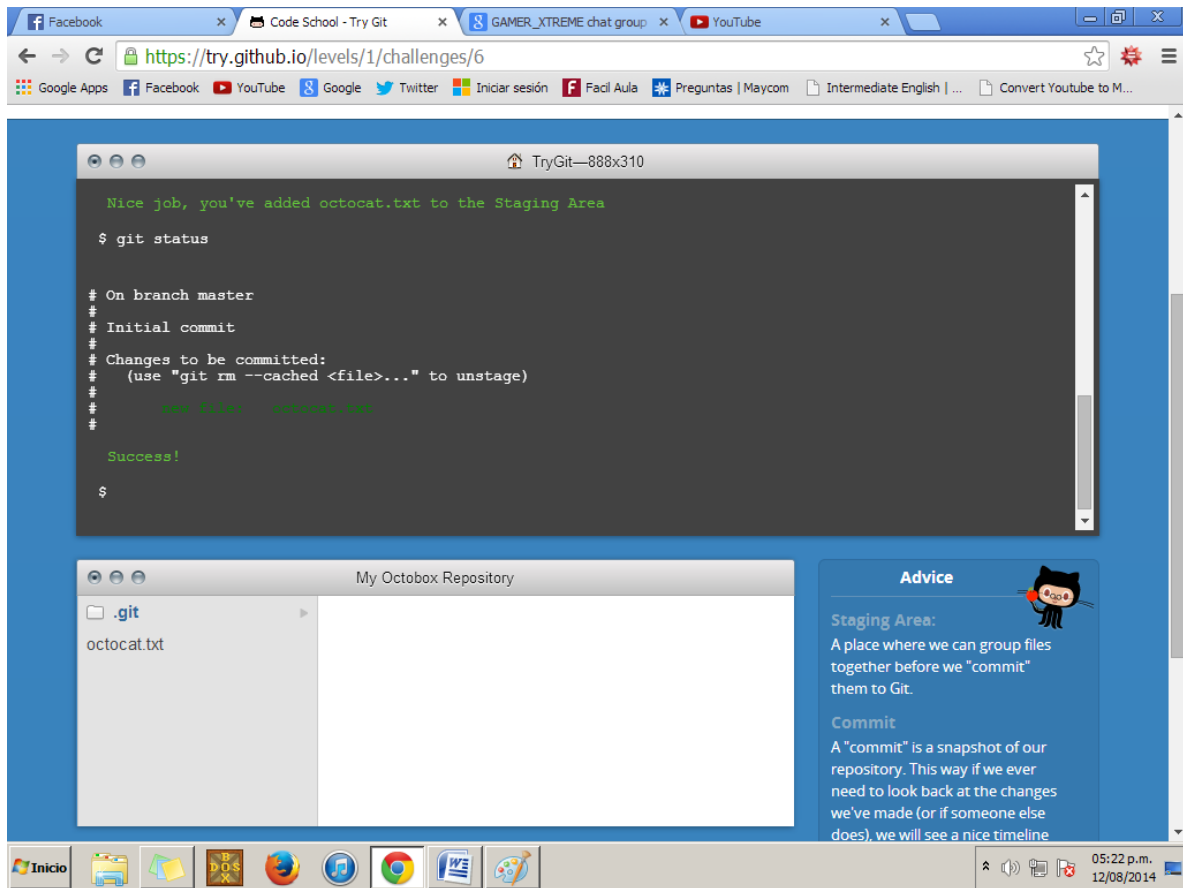 Facebook
Code School - Try Git
GAMER_XTREME chat group
YouTube
https://try.github.io/levels/1/challenges/6
Google Apps
Facebook
YouTube
Google
Twitter
Iniciar sesión
Facil Aula
Preguntas | Maycom
Intermediate English | ...
Convert Youtube to M...
TryGit—888x310
Nice job, you've added octocat.txt to the Staging Area
$ git status
# On branch master
#
# Initial commit
#
# Changes to be committed:
#   (use "git rm --cached <file>..." to unstage)
#
#       new file:   octocat.txt
#
Success!
$
My Octobox Repository
.git
octocat.txt
Advice
Staging Area:
A place where we can group files
together before we "commit"
them to Git.
Commit
A "commit" is a snapshot of our
repository. This way if we ever
need to look back at the changes
we've made (or if someone else
does), we will see a nice timeline
Inicio
05:22 p.m.
12/08/2014